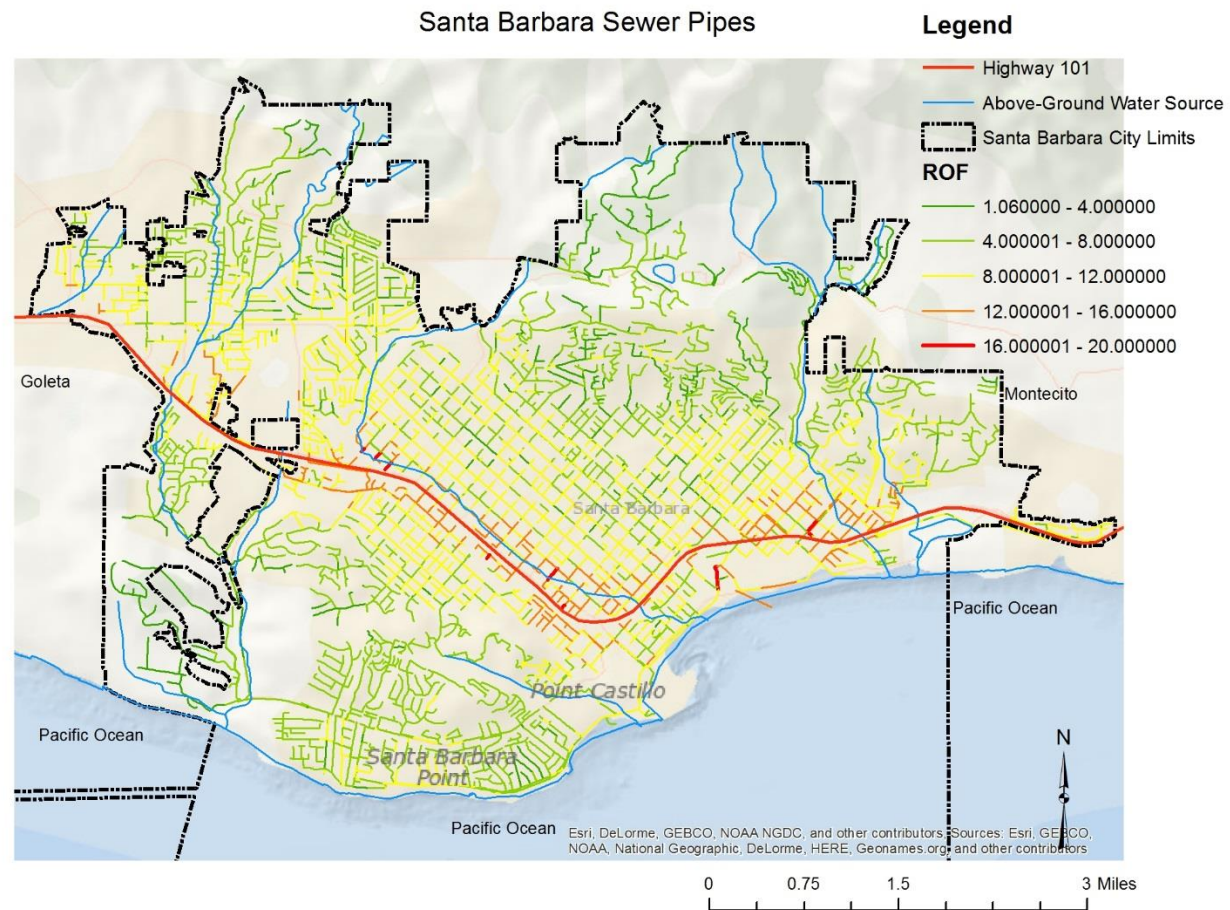 Santa Barbara Sewer Pipes
Legend
Highway 101
Above-Ground Water Source
Santa Barbara City Limits
ROF
1.060000 - 4.000000
4.000001 - 8.000000
8.000001 - 12.000000
12.000001 - 16.000000
16.000001 - 20.000000
Goleta
Montecito
Santa Barbara
Pacific Ocean
Point Castillo
Pacific Ocean
Santa Barbara
Point
N
Pacific Ocean
Esri, DeLorme, GEBCO, NOAA NGDC, and other contributors, Sources: Esri, GEBCO,
NOAA, National Geographic, DeLorme, HERE, Geonames.org, and other contributors
0 0.75 1.5 3 Miles